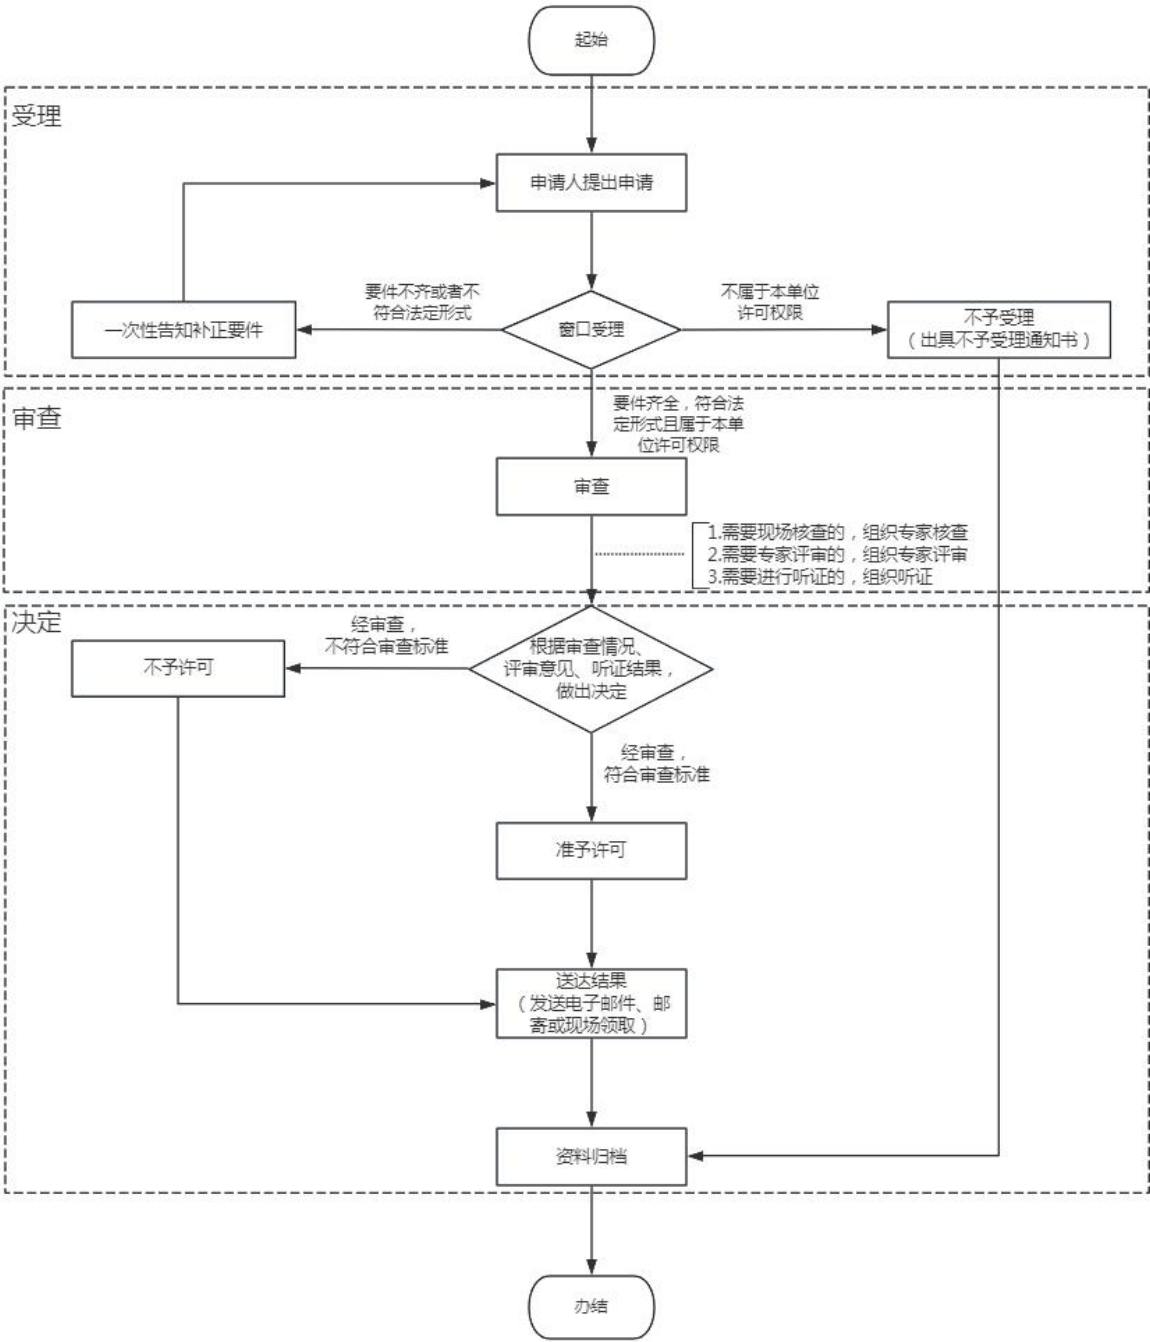 起始
受理
申请人提出申请
要件不齐或者不
符合法定形式
不属于本单位
许可权限
一次性告知补正要件
窗口受理
不予受理
（出具不予受理通知书）
审查
要件齐全，符合法
定形式且属于本单
位许可权限
审查
1.需要现场核查的，组织专家核查
2.需要专家评审的，组织专家评审
3.需要进行听证的，组织听证
决定
经审查，
不符合审查标准
不予许可
根据审查情况、
评审意见、听证结果，
做出决定
经审查，
符合审查标准
准予许可
送达结果
（发送电子邮件、邮
寄或现场领取）
资料归档
办结